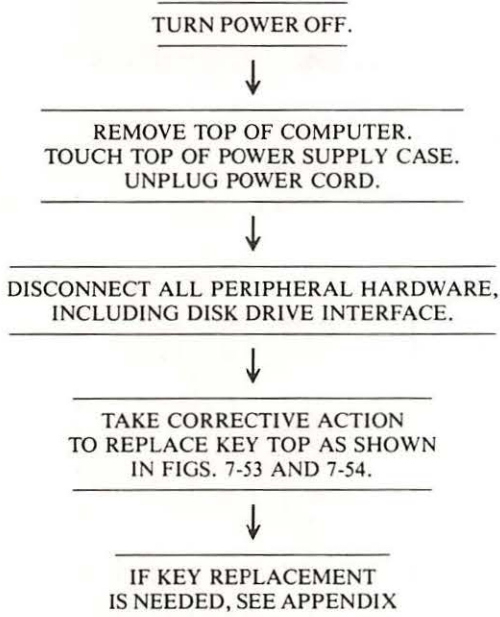 TURN POWER OFF.
REMOVE TOP OF COMPUTER.
TOUCH TOP OF POWER SUPPLY CASE.
UNPLUG POWER CORD.
DISCONNECT ALL PERIPHERAL HARDWARE,
INCLUDING DISK DRIVE INTERFACE.
TAKE CORRECTIVE ACTION
TO REPLACE KEY TOP AS SHOWN
IN FIGS. 7-53 AND 7-54.
IF KEY REPLACEMENT
IS NEEDED, SEE APPENDIX